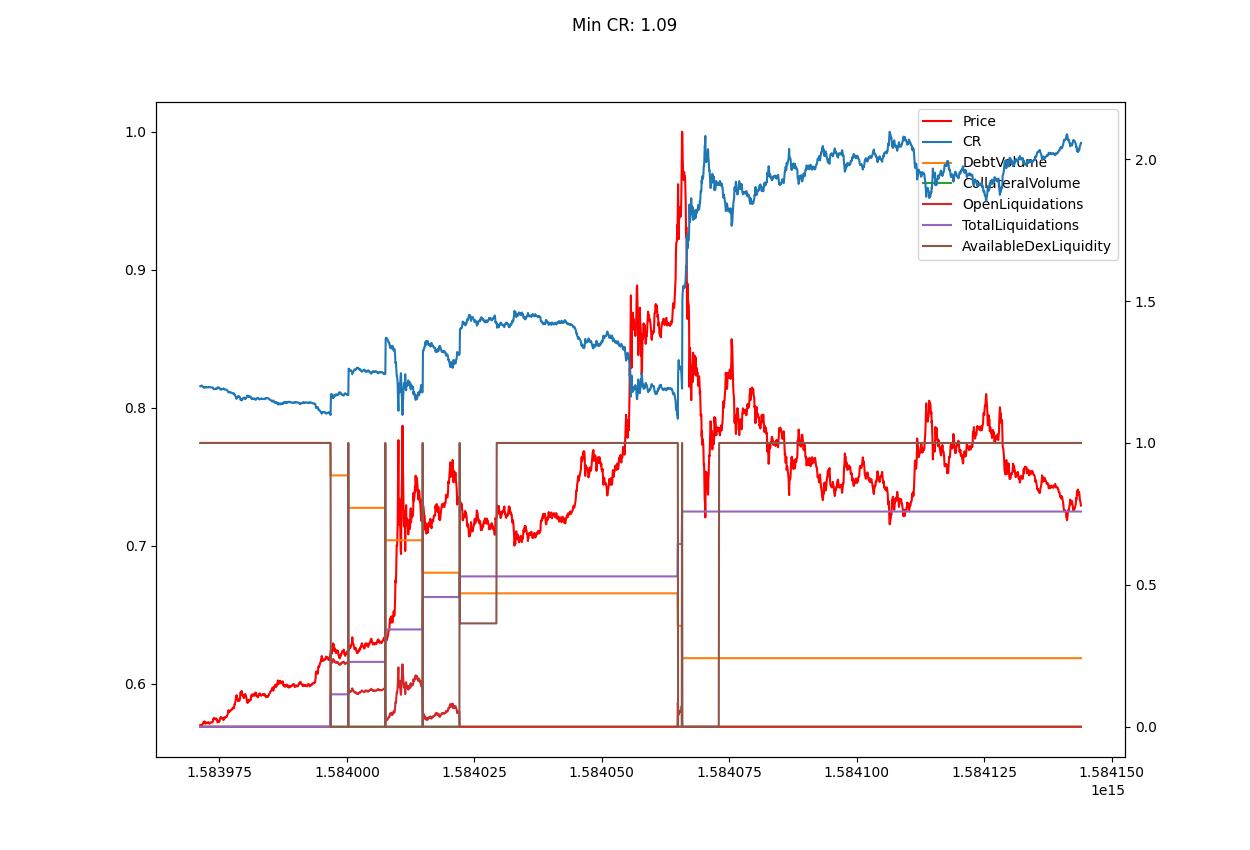 Min CR: 1.09
1.0
0.9
0.8
0.7
0.6
2.0
1.5
1.0
0.5
0.0
Price
CR
DebtVolume
CollateralVolume
OpenLiquidations
TotalLiquidations
AvailableDexLiquidity
1.583975 1.584000 1.584025 1.584050 1.584075 1.584100 1.584125 1.584150
1e15